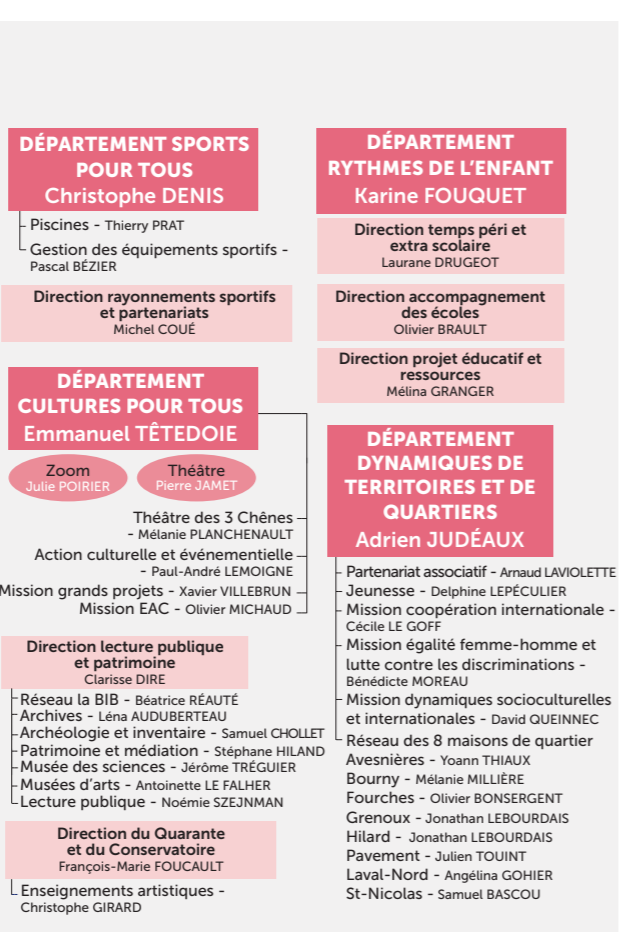 DÉPARTEMENT SPORTS
POUR TOUS
Christophe DENIS
Piscines - Thierry PRAT
Gestion des équipements sportifs -
Pascal BÉZIER
Direction rayonnements sportifs
et partenariats
Michel COUÉ
DÉPARTEMENT
CULTURES POUR TOUS
Emmanuel TÊTEDOIE
Zoom
Julie POIRIER
Théâtre
Pierre JAMET
Théâtre des 3 Chênes
- Mélanie PLANCHENAULT
Action culturelle et événementielle
- Paul-André LEMOIGNE
Mission grands projets - Xavier VILLEBRUN
Mission EAC - Olivier MICHAUD
Direction lecture publique
et patrimoine
Clarisse DIRE
Réseau la BIB - Béatrice RÉAUTÉ
Archives - Léna AUDUBERTEAU
Archéologie et inventaire - Samuel CHOLLET
Patrimoine et médiation - Stéphane HILAND
Musée des sciences - Jérôme TRÉGUIER
Musées d'arts - Antoinette LE FALHER
Lecture publique - Noémie SZEJNMAN
Direction du Quarante
et du Conservatoire
François-Marie FOUCAULT
Enseignements artistiques -
Christophe GIRARD
DÉPARTEMENT
RYTHMES DE L'ENFANT
Karine FOUQUET
Direction temps péri et
extra scolaire
Laurane DRUGEOT
Direction accompagnement
des écoles
Olivier BRAULT
Direction projet éducatif et
ressources
Mélina GRANGER
DÉPARTEMENT
DYNAMIQUES DE
TERRITOIRES ET DE
QUARTIERS
Adrien JUDÉAUX
Partenariat associatif - Arnaud LAVIOLETTE
Jeunesse - Delphine LEPÉCULIER
Mission coopération internationale -
Cécile LE GOFF
Mission égalité femme-homme et
lutte contre les discriminations -
Bénédicte MOREAU
Mission dynamiques socioculturelles
et internationales - David QUEINNEC
Réseau des 8 maisons de quartier
Avesnières - Yoann THIAUX
Bourny - Mélanie MILLIÈRE
Fourches - Olivier BONSERGENT
Grenoux - Jonathan LEBOURDAIS
Hilard - Jonathan LEBOURDAIS
Pavement - Julien TOUINT
Laval-Nord - Angélina GOHIER
St-Nicolas - Samuel BASCOU